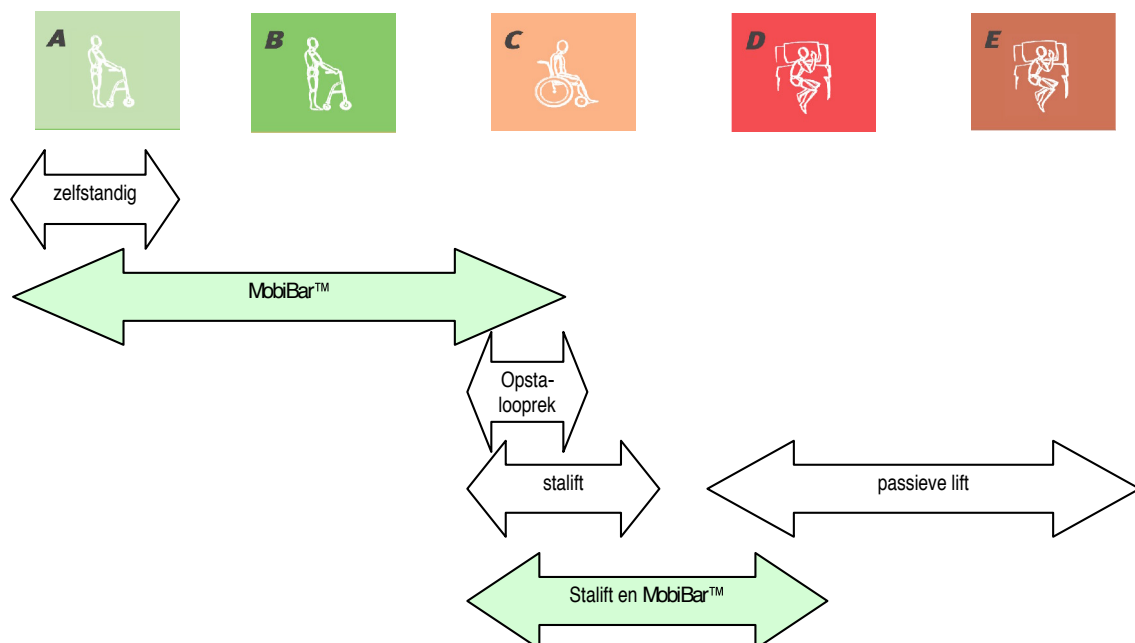 A B C D E
zelfstandig
MobiBar™
Opsta-
looprek
stalift
passieve lift
Stalift en MobiBar™